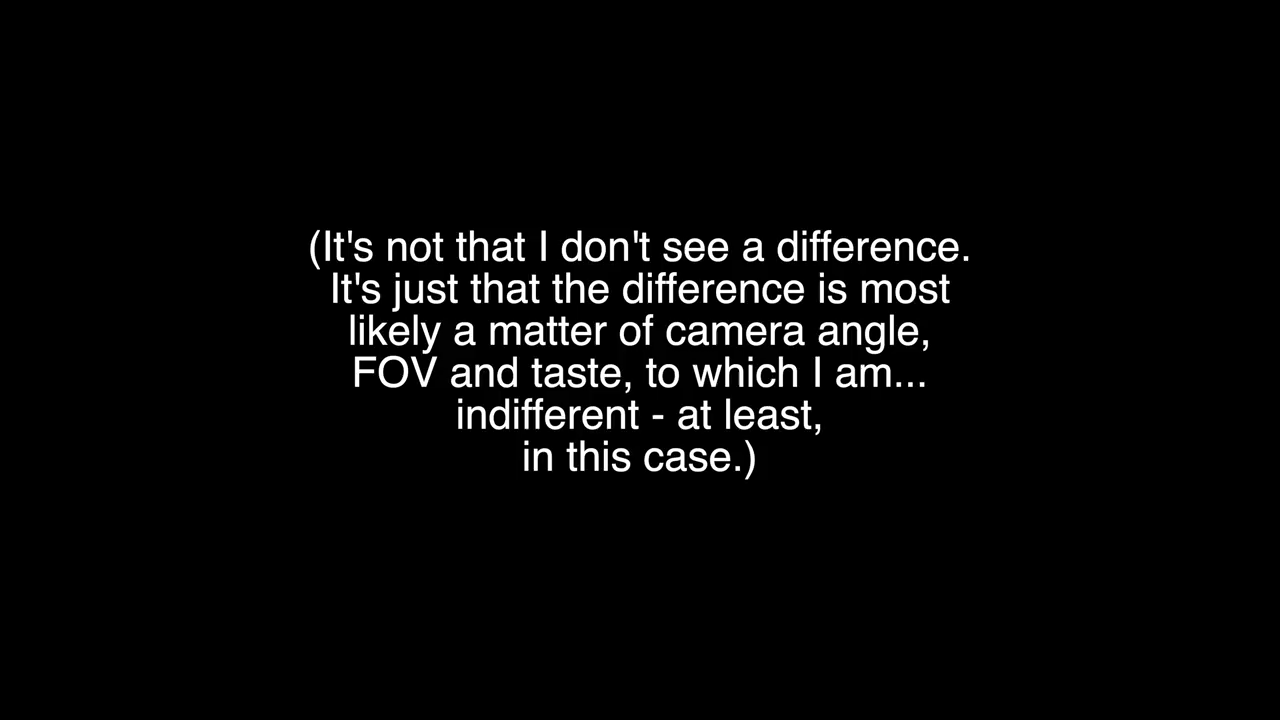 (It's not that I don't see a difference.
It's just that the difference is most
likely a matter of camera angle,
FOV and taste, to which I am...
indifferent - at least,
in this case.)